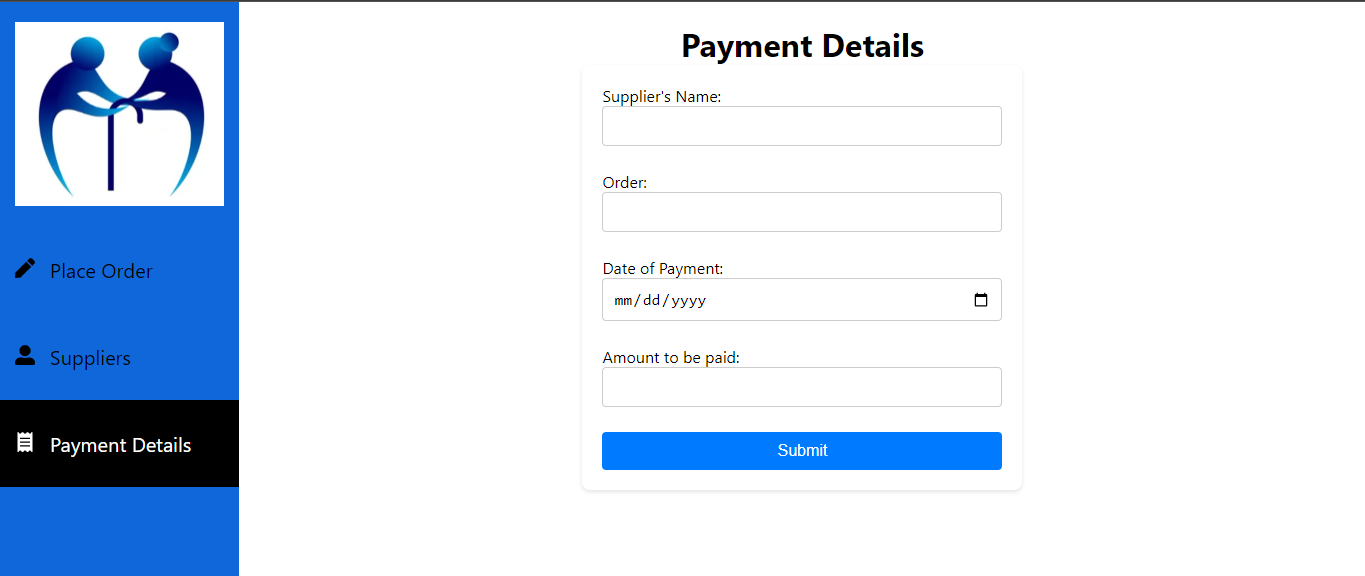 Place Order
Suppliers
Payment Details
Payment Details
Supplier's Name:
Order:
Date of Payment:
mm/dd/yyyy
Amount to be paid:
Submit